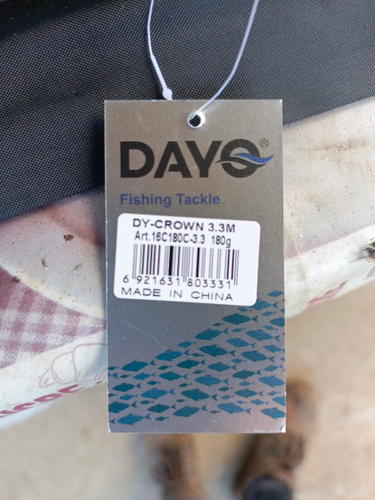 DAYO®
Fishing Tackle
DY-CROWN 3.3M
Art.16C180C-3.3 180g
6 921631 803331
MADE IN CHINA